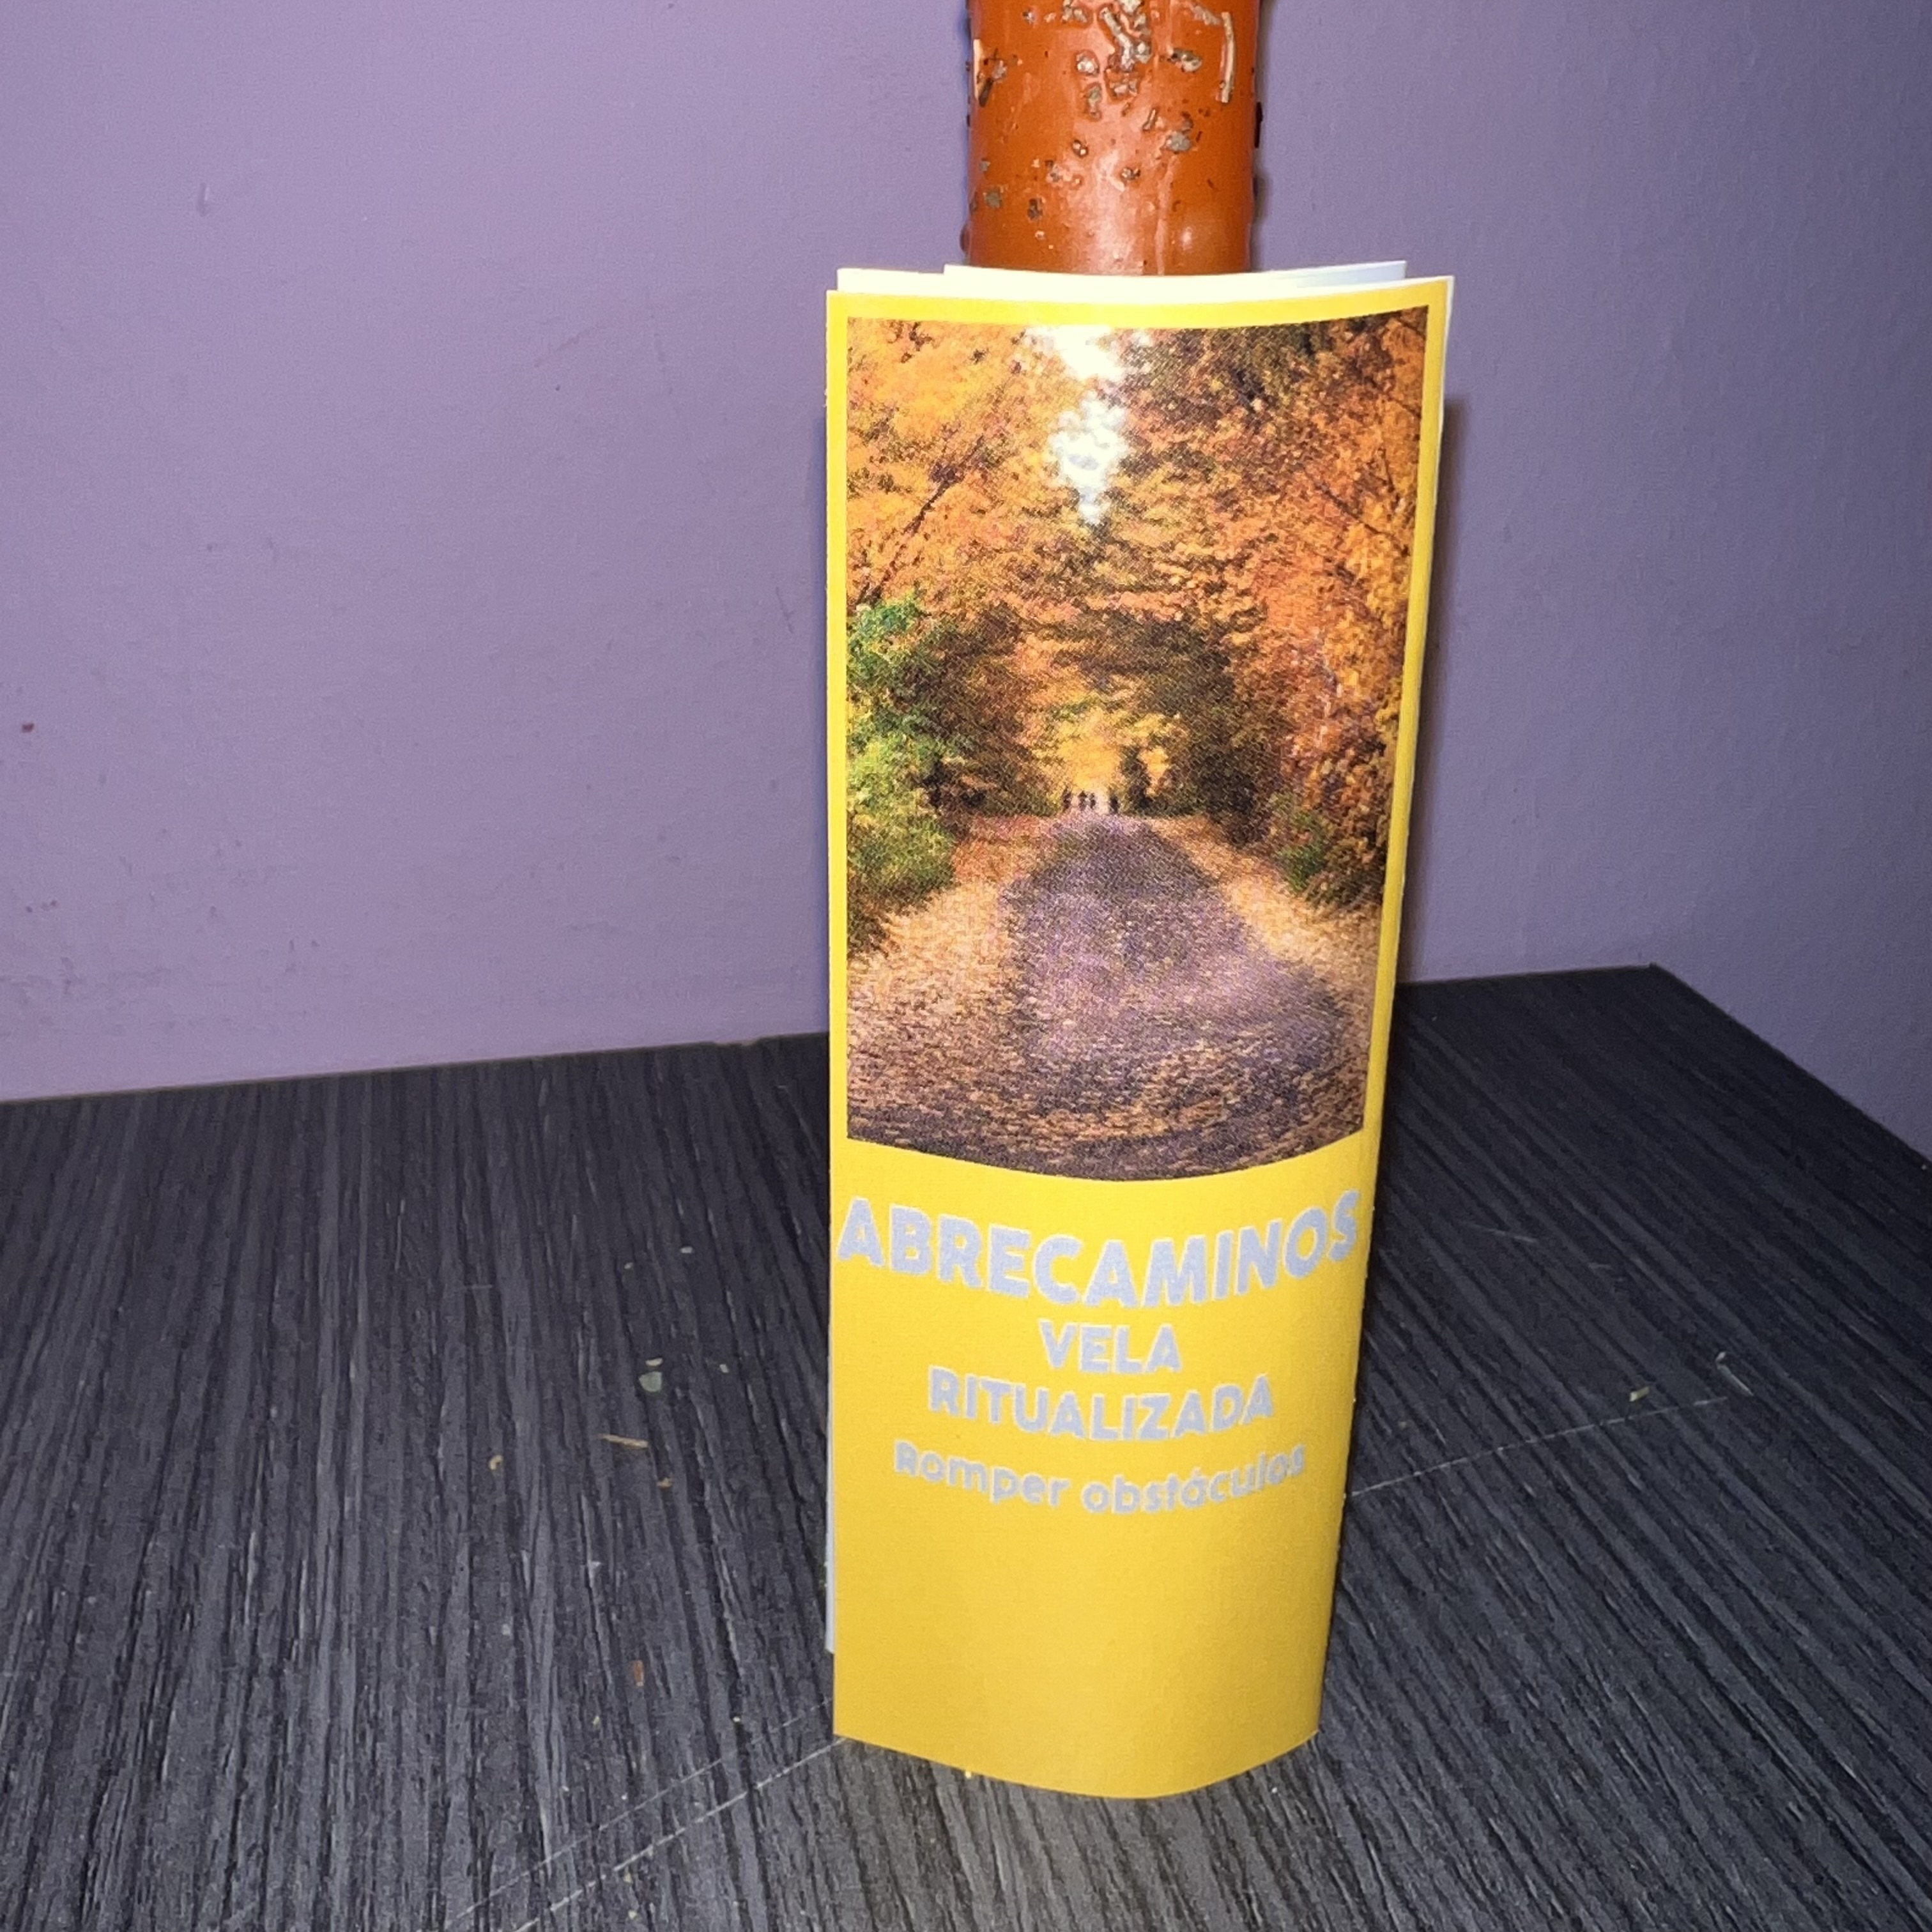 ABRECAMINOS
VELA
RITUALIZADA
Romper obstáculos